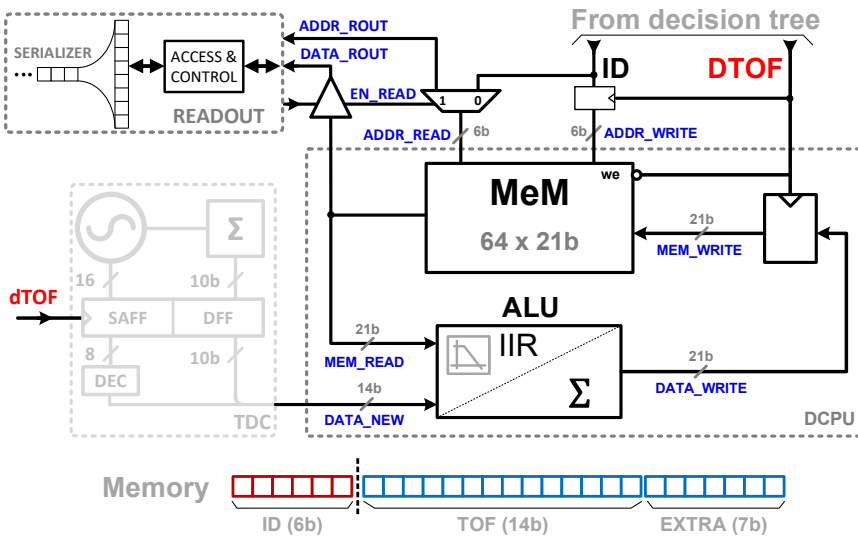 From decision tree
ADDR_ROUT
SERIALIZER
ACCESS &
CONTROL
DATA_ROUT
ID
DTOF
...
EN_READ
1
0
READOUT
ADDR_READ
6b
6b
ADDR_WRITE
MeM
we
64 x 21b
21b
MEM_WRITE
Σ
16
10b
dTOF
SAFF
DFF
ALU
21b
IIR
MEM_READ
8
10b
21b
DEC
14b
Σ
DATA_WRITE
TDC
DATA_NEW
DCPU
Memory
ID (6b)
TOF (14b)
EXTRA (7b)